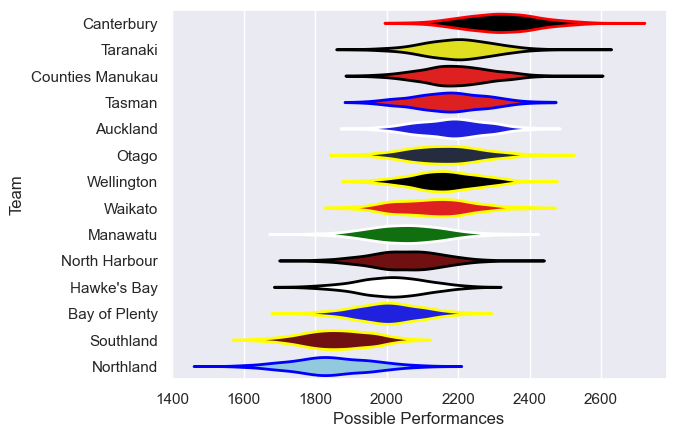 Canterbury
Taranaki
Counties Manukau
Tasman
Auckland
Otago
Wellington
Waikato
Manawatu
North Harbour
Hawke's Bay
Bay of Plenty
Southland
Northland
Team
1400 1600 1800 2000 2200 2400 2600
Possible Performances